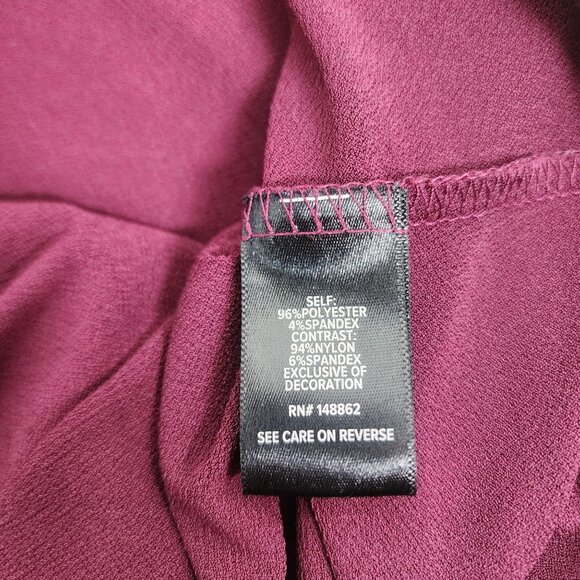 SELF:
96%POLYESTER
4%SPANDEX
CONTRAST:
94%NYLON
6%SPANDEX
EXCLUSIVE OF
DECORATION
RN# 148862
SEE CARE ON REVERSE